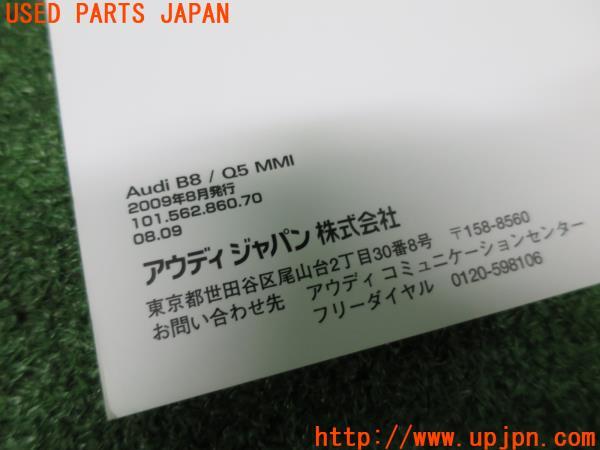 USED PARTS JAPAN
Audi B8 / Q5 MMI
2009年8月発行
101.562.860.70
08.09
アウディ ジャパン 株式会社
東京都世田谷区尾山台2丁目30番8号 〒158-8560
お問い合わせ先 アウディ コミュニケーションセンター
フリーダイヤル 0120-598106
http://www.upjpn.com